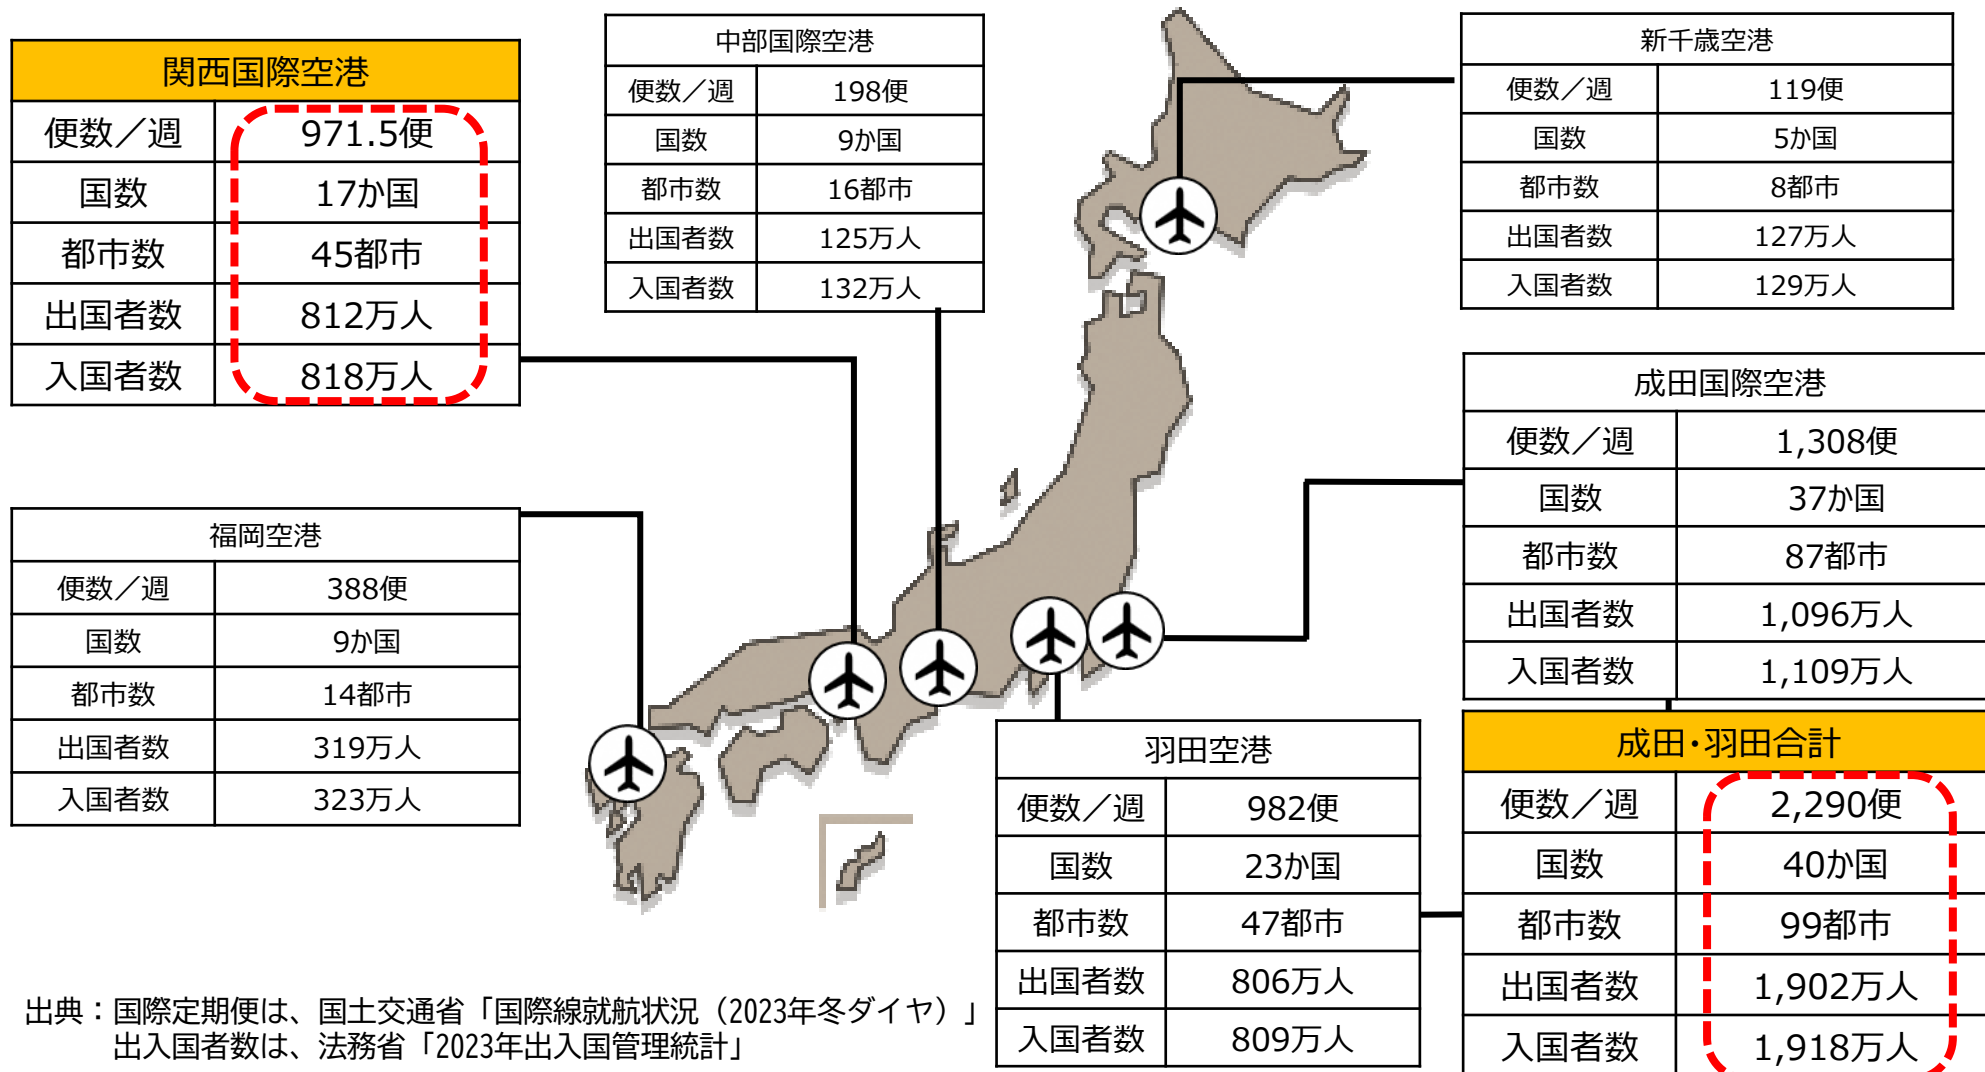 関西国際空港
便数／週 971.5便
国数 17か国
都市数 45都市
出国者数 812万人
入国者数 818万人
中部国際空港
便数／週 198便
国数 9か国
都市数 16都市
出国者数 125万人
入国者数 132万人
新千歳空港
便数／週 119便
国数 5か国
都市数 8都市
出国者数 127万人
入国者数 129万人
成田国際空港
便数／週 1,308便
国数 37か国
都市数 87都市
出国者数 1,096万人
入国者数 1,109万人
福岡空港
便数／週 388便
国数 9か国
都市数 14都市
出国者数 319万人
入国者数 323万人
羽田空港
便数／週 982便
国数 23か国
都市数 47都市
出国者数 806万人
入国者数 809万人
成田・羽田合計
便数／週 2,290便
国数 40か国
都市数 99都市
出国者数 1,902万人
入国者数 1,918万人
出典：国際定期便は、国土交通省「国際線就航状況（2023年冬ダイヤ）」
出入国者数は、法務省「2023年出入国管理統計」